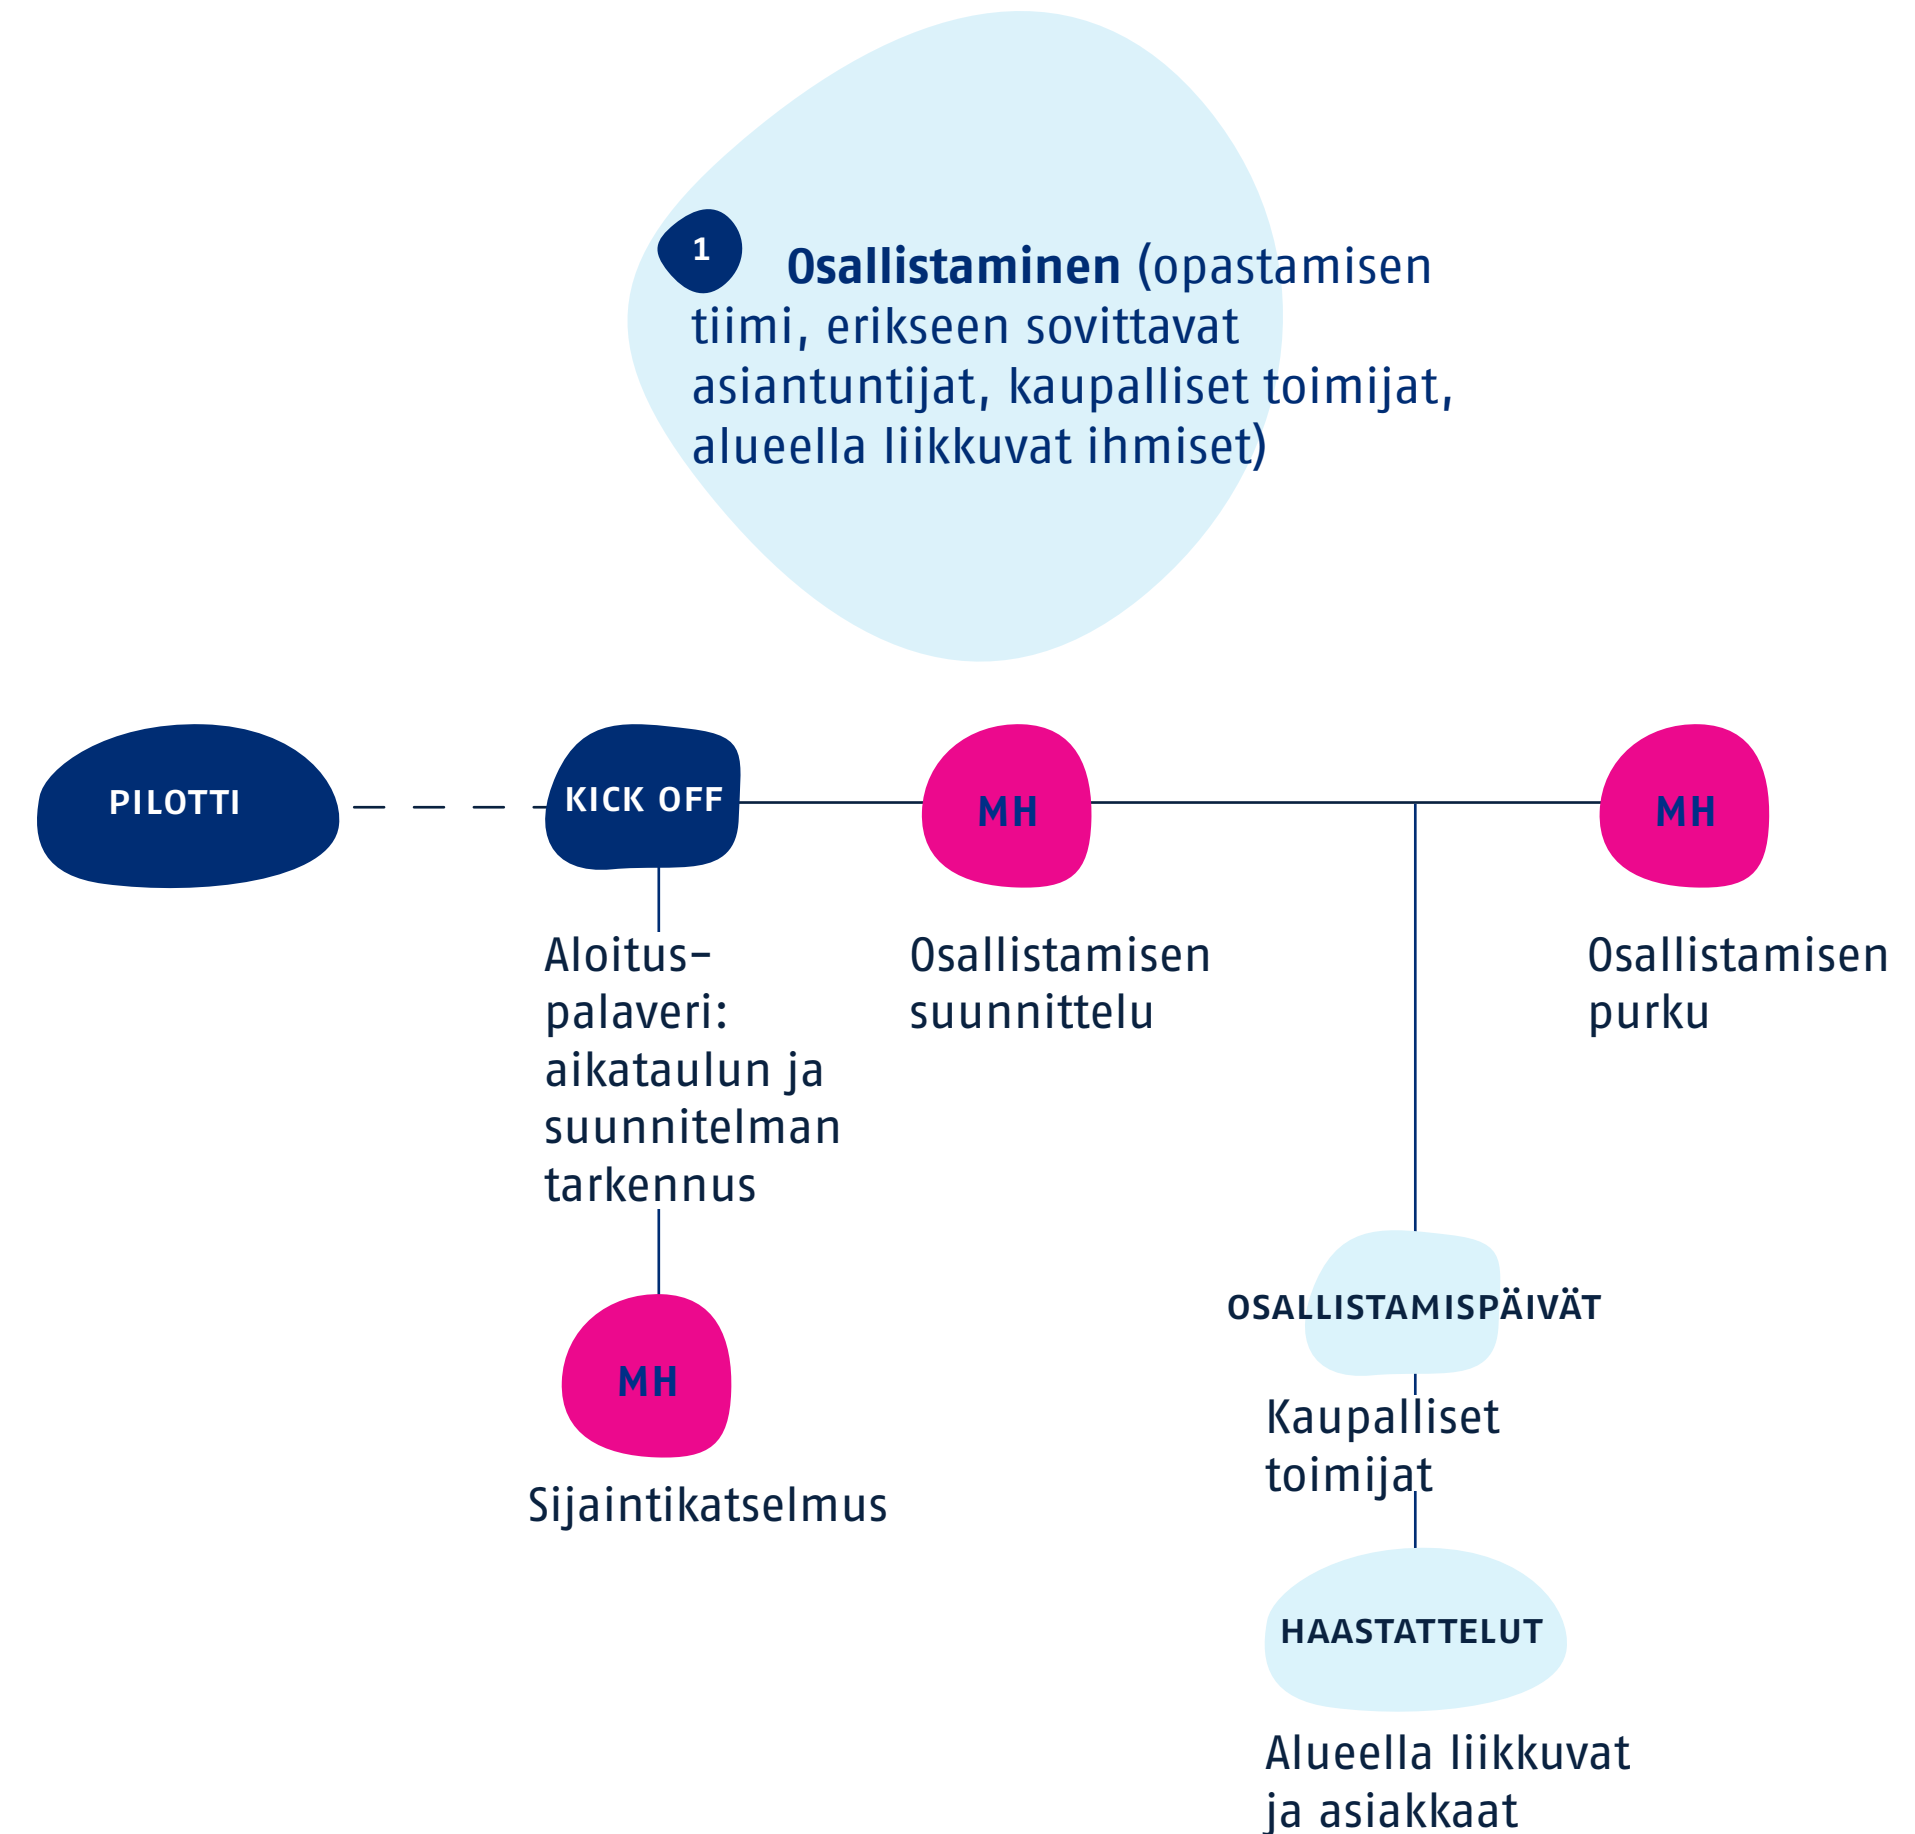 1
Osallistaminen (opastamisen
tiimi, erikseen sovittavat
asiantuntijat, kaupalliset toimijat,
alueella liikkuvat ihmiset)
PILOTTI
KICK OFF
MH
MH
Aloitus-
palaveri:
aikataulun ja
suunnitelman
tarkennus
Osallistamisen
suunnittelu
Osallistamisen
purku
MH
Sijaintikatselmus
OSALLISTAMISPÄIVÄT
Kaupalliset
toimijat
HAASTATTELUT
Alueella liikkuvat
ja asiakkaat